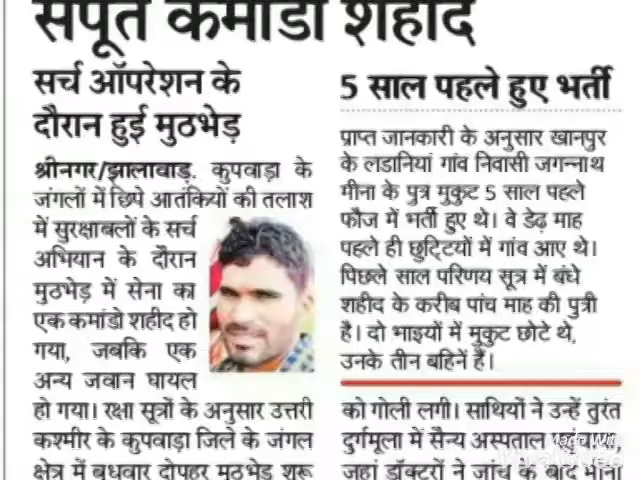 सपूत कमांडो शहीद
सर्च ऑपरेशन के
दौरान हुई मुठभेड़
श्रीनगर/झालावाड़. कुपवाड़ा के
जंगलों में छिपे आतंकियों की तलाश
में सुरक्षाबलों के सर्च
अभियान के दौरान
मुठभेड़ में सेना का
एक कमांडो शहीद हो
गया, जबकि एक
अन्य जवान घायल
हो गया। रक्षा सूत्रों के अनुसार उत्तरी
कश्मीर के कुपवाड़ा जिले के जंगल
क्षेत्र में बुधवार दोपहर मुठभेड़ शुरू
5 साल पहले हुए भर्ती
प्राप्त जानकारी के अनुसार खानपुर
के लडानियां गांव निवासी जगन्नाथ
मीना के पुत्र मुकुट 5 साल पहले
फौज में भर्ती हुए थे। वे डेढ़ माह
पहले ही छुट्टियों में गांव आए थे।
पिछले साल परिणय सूत्र में बंधे
शहीद के करीब पांच माह की पुत्री
है। दो भाइयों में मुकुट छोटे थे,
उनके तीन बहिनें हैं।
को गोली लगी। साथियों ने उन्हें तुरंत
दुर्गमूला में सैन्य अस्पताल
जहां डॉक्टरों ने जांच के बाद मीना
Made With